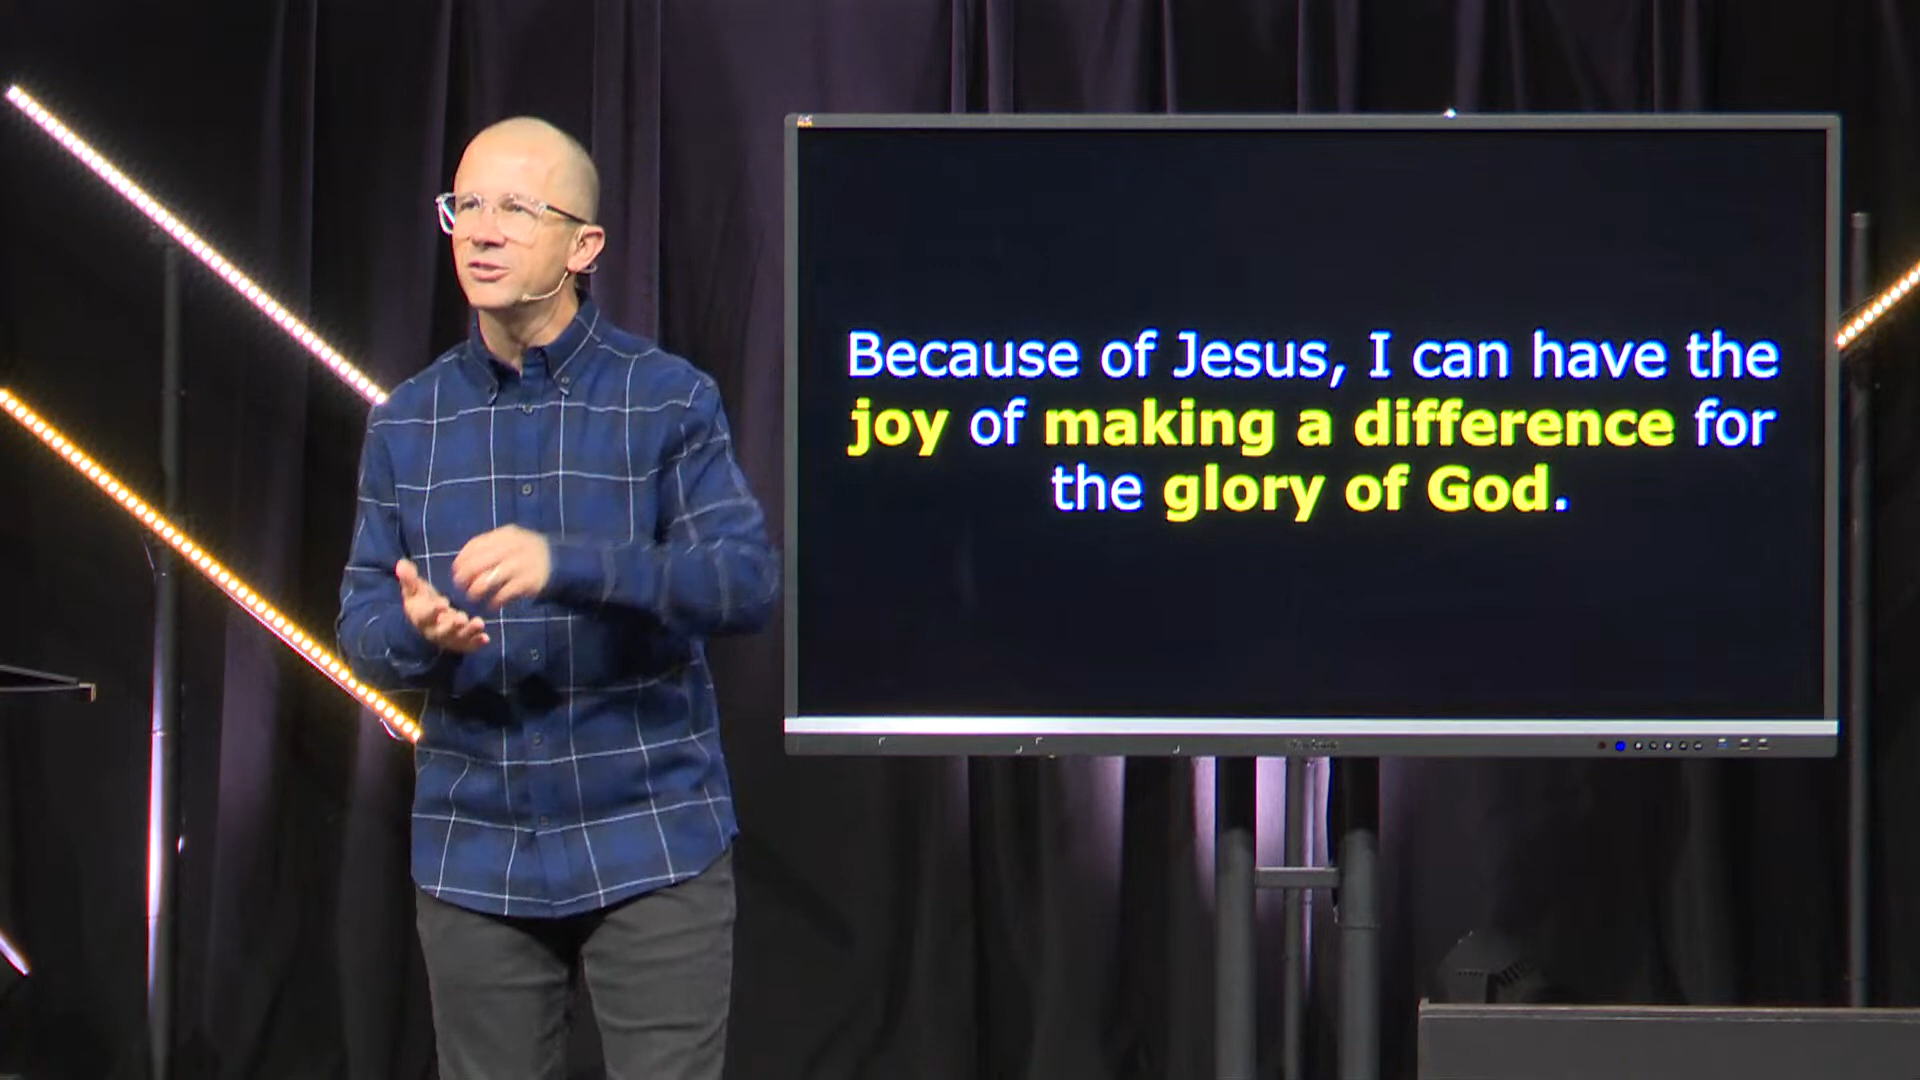 Because of Jesus, I can have the
joy of making a difference for
the glory of God.